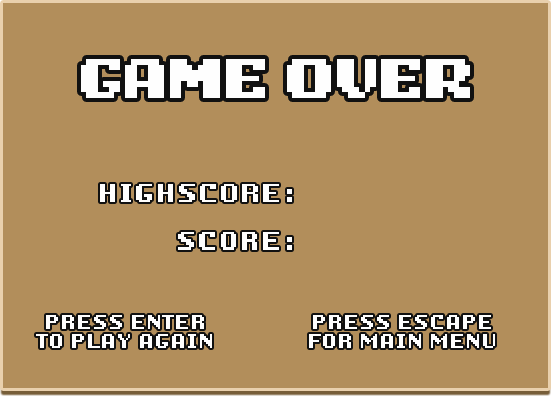 GAME OVER
HIGHSCORE:
SCORE:
PRESS ENTER
TO PLAY AGAIN
PRESS ESCAPE
FOR MAIN MENU